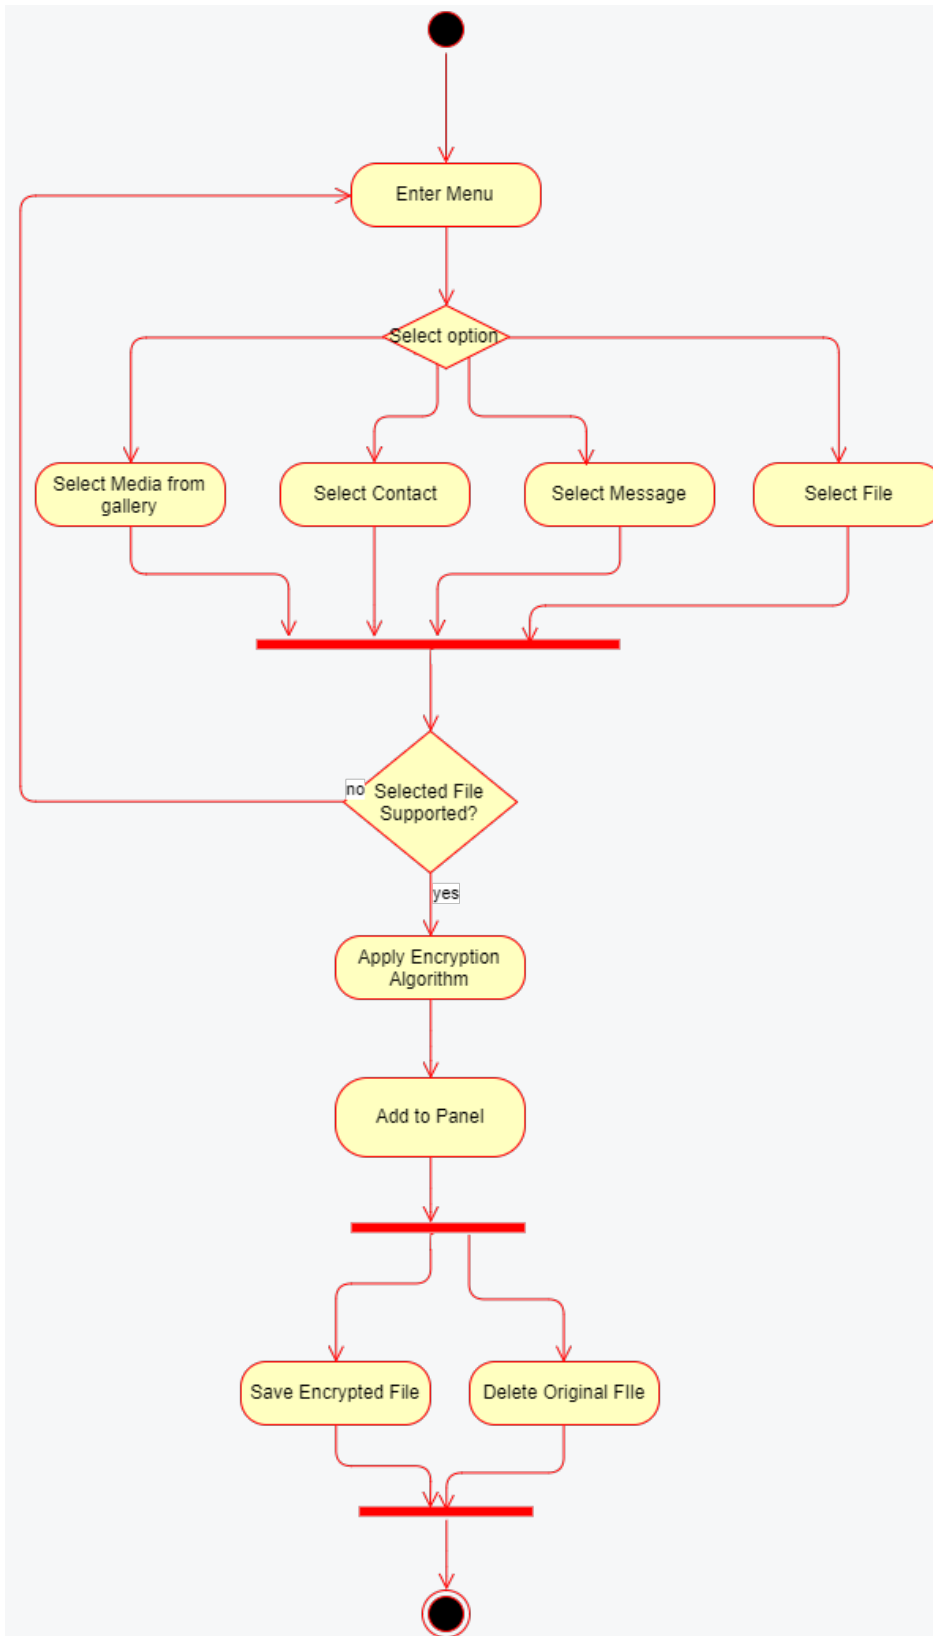 Enter Menu
Select option
Select Media from
gallery
Select Contact
Select Message
Select File
no
Selected File
Supported?
yes
Apply Encryption
Algorithm
Add to Panel
Save Encrypted File
Delete Original FIle